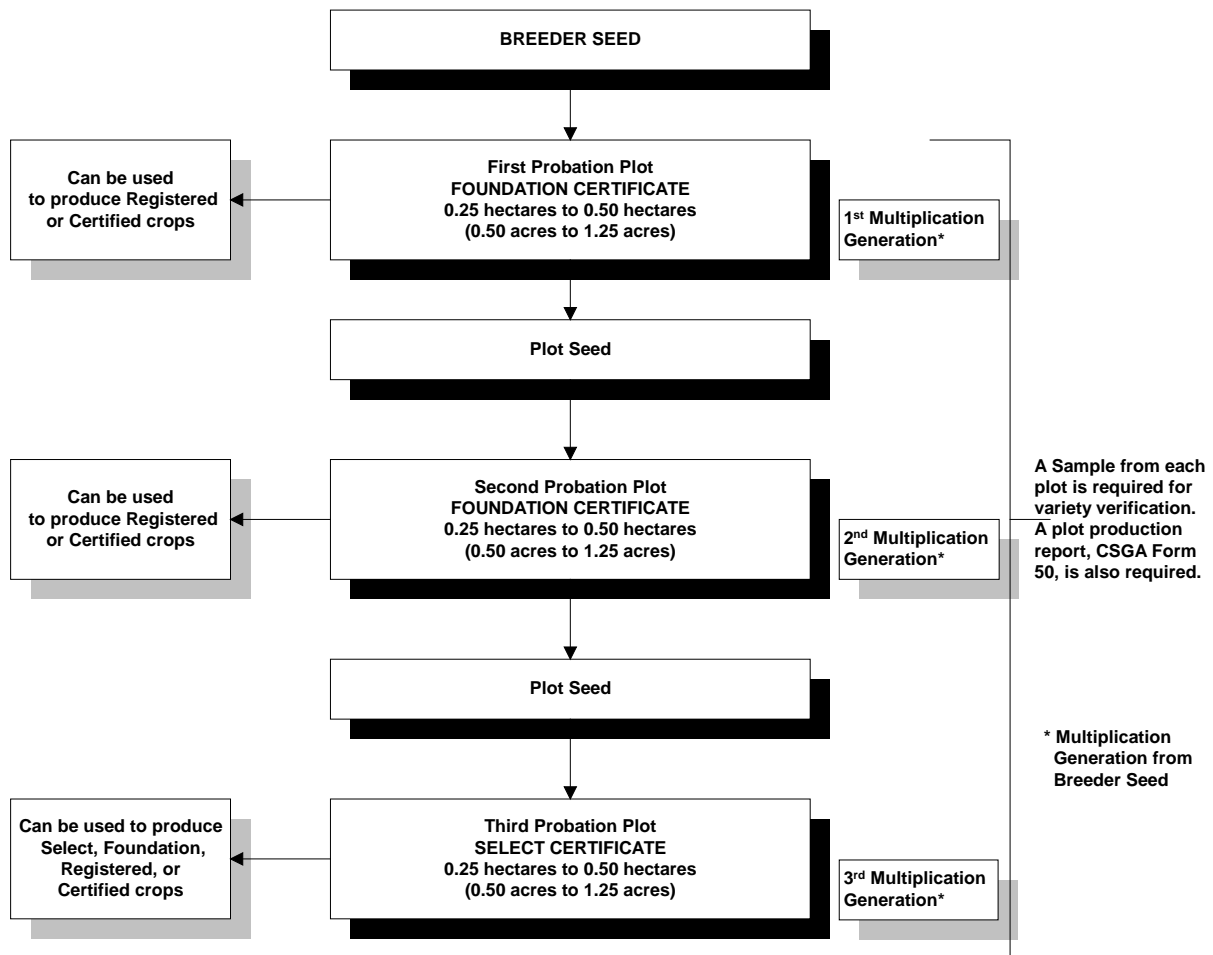 BREEDER SEED
Can be used
to produce Registered
or Certified crops
First Probation Plot
FOUNDATION CERTIFICATE
0.25 hectares to 0.50 hectares
(0.50 acres to 1.25 acres)
1st Multiplication
Generation*
Plot Seed
Can be used
to produce Registered
or Certified crops
Second Probation Plot
FOUNDATION CERTIFICATE
0.25 hectares to 0.50 hectares
(0.50 acres to 1.25 acres)
2nd Multiplication
Generation*
A Sample from each
plot is required for
variety verification.
A plot production
report, CSGA Form
50, is also required.
Plot Seed
* Multiplication
Generation from
Breeder Seed
Can be used to produce
Select, Foundation,
Registered, or
Certified crops
Third Probation Plot
SELECT CERTIFICATE
0.25 hectares to 0.50 hectares
(0.50 acres to 1.25 acres)
3rd Multiplication
Generation*